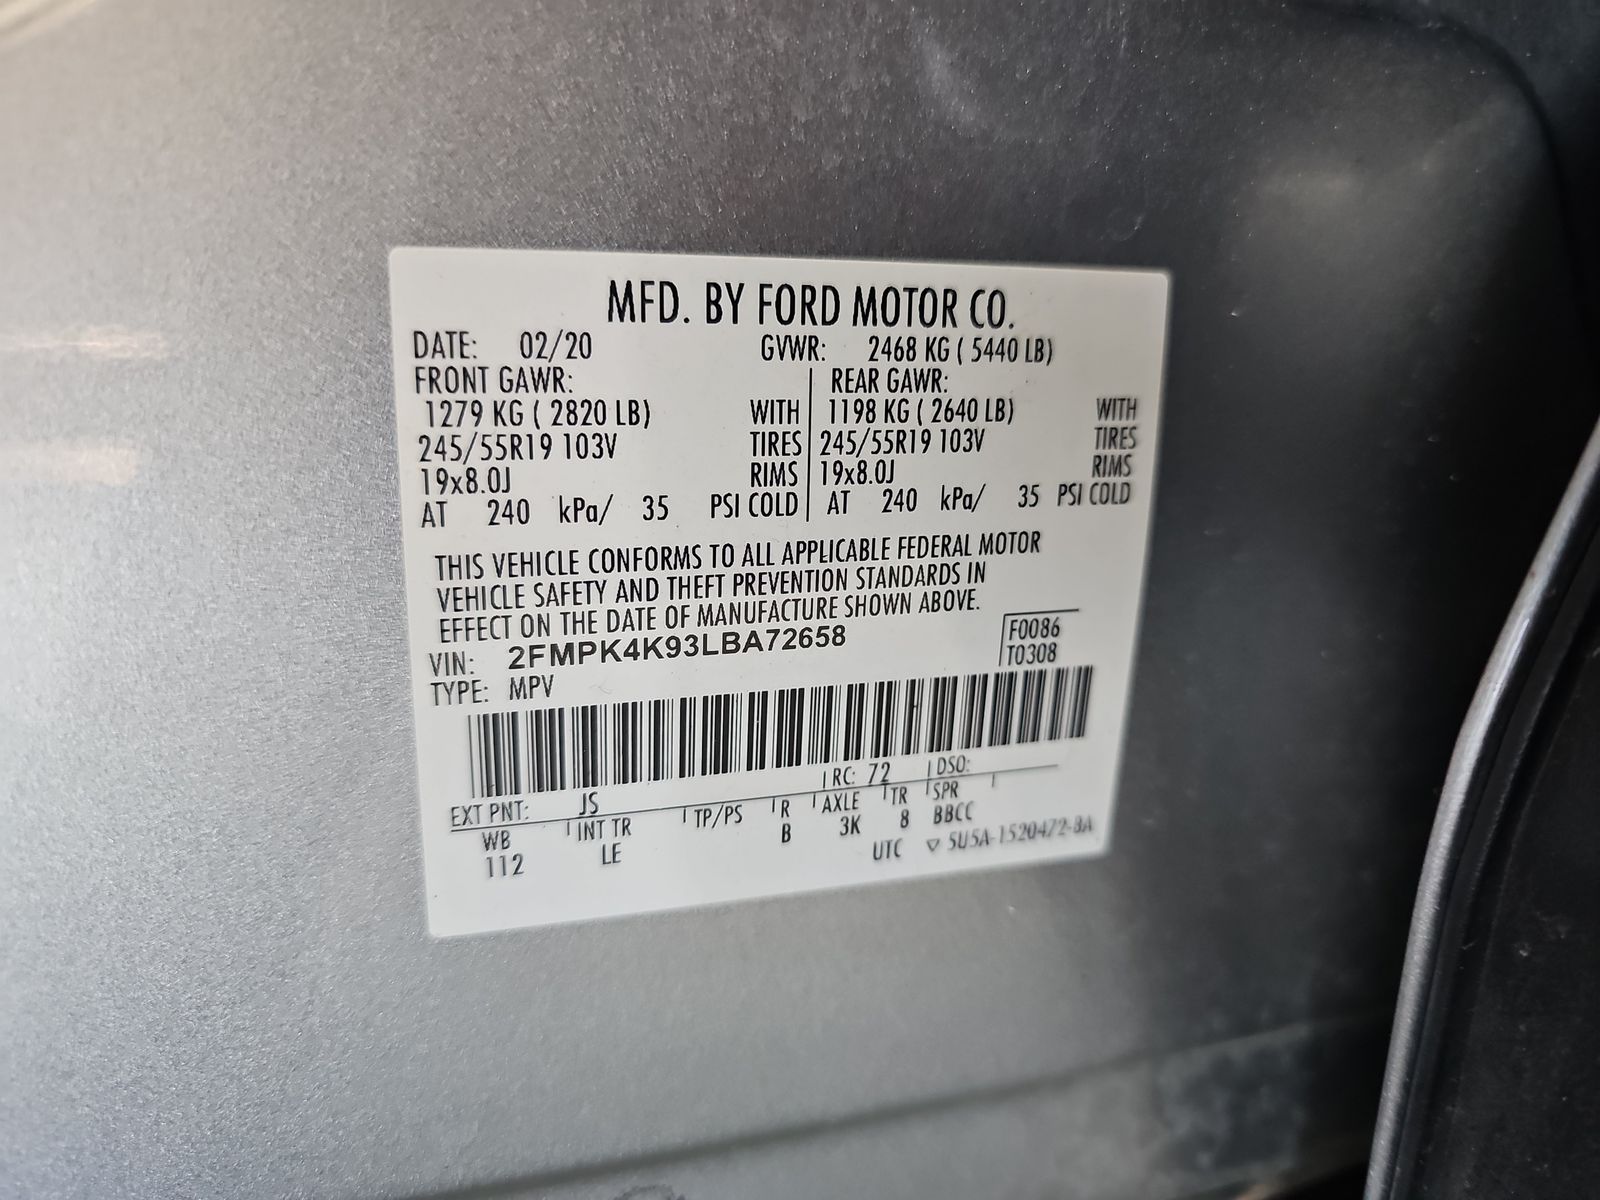 MFD. BY FORD MOTOR CO.
DATE: 02/20 GVWR: 2468 KG ( 5440 LB)
FRONT GAWR: REAR GAWR:
1279 KG ( 2820 LB) WITH 1198 KG ( 2640 LB) WITH
245/55R19 103V TIRES 245/55R19 103V TIRES
19x8.0J RIMS 19x8.0J RIMS
AT 240 kPa/ 35 PSI COLD AT 240 kPa/ 35 PSI COLD
THIS VEHICLE CONFORMS TO ALL APPLICABLE FEDERAL MOTOR
VEHICLE SAFETY AND THEFT PREVENTION STANDARDS IN
EFFECT ON THE DATE OF MANUFACTURE SHOWN ABOVE.
VIN: 2FMPK4K93LBA72658 F0086
TYPE: MPV T0308
EXT PNT: JS RC: 72 DSO:
WB INT TR TP/PS R AXLE TR SPR
112 LE B 3K 8 BBCC
UTC ▽ 5U5A-1520472-BA